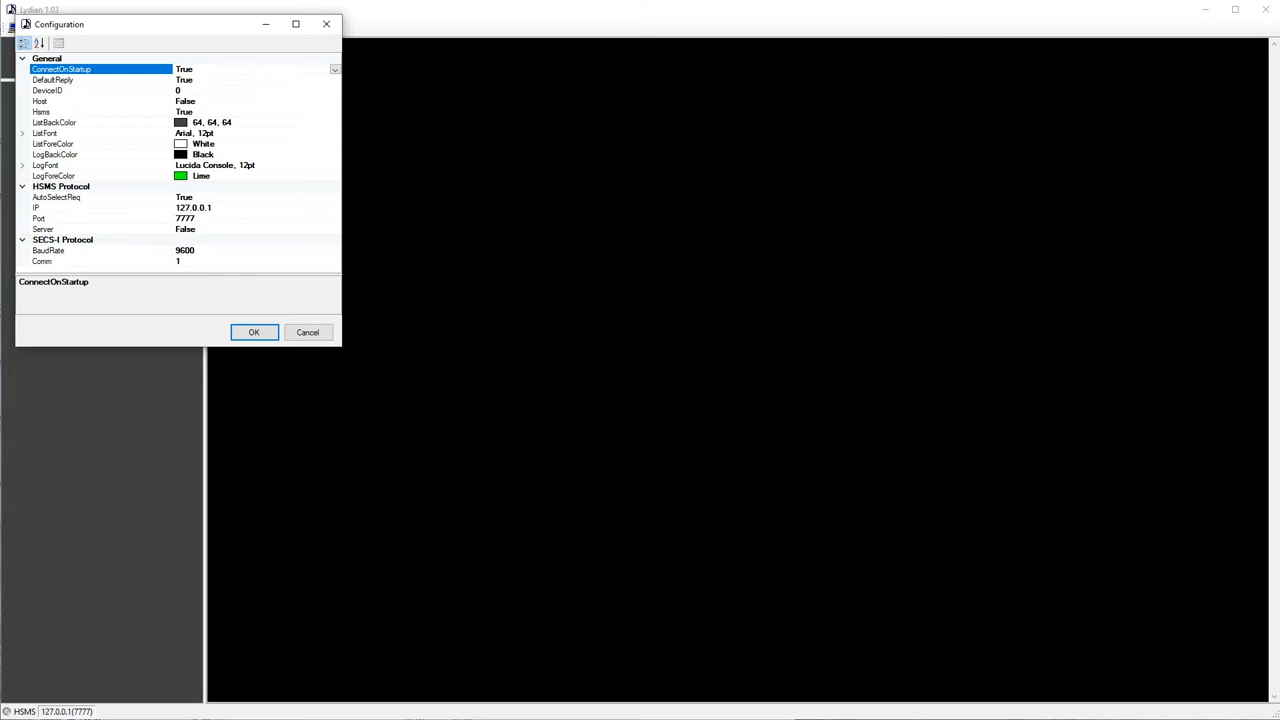 Lydian 1.03
Configuration
General
ConnectOnStartup True
DefaultReply True
DeviceID 0
Host False
Hsms True
ListBackColor 64, 64, 64
ListFont Arial, 12pt
ListForeColor White
LogBackColor Black
LogFont Lucida Console, 12pt
LogForeColor Lime
HSMS Protocol
AutoSelectReq True
IP 127.0.0.1
Port 7777
Server False
SECS-I Protocol
BaudRate 9600
Comm 1
ConnectOnStartup
OK Cancel
HSMS 127.0.0.1(7777)